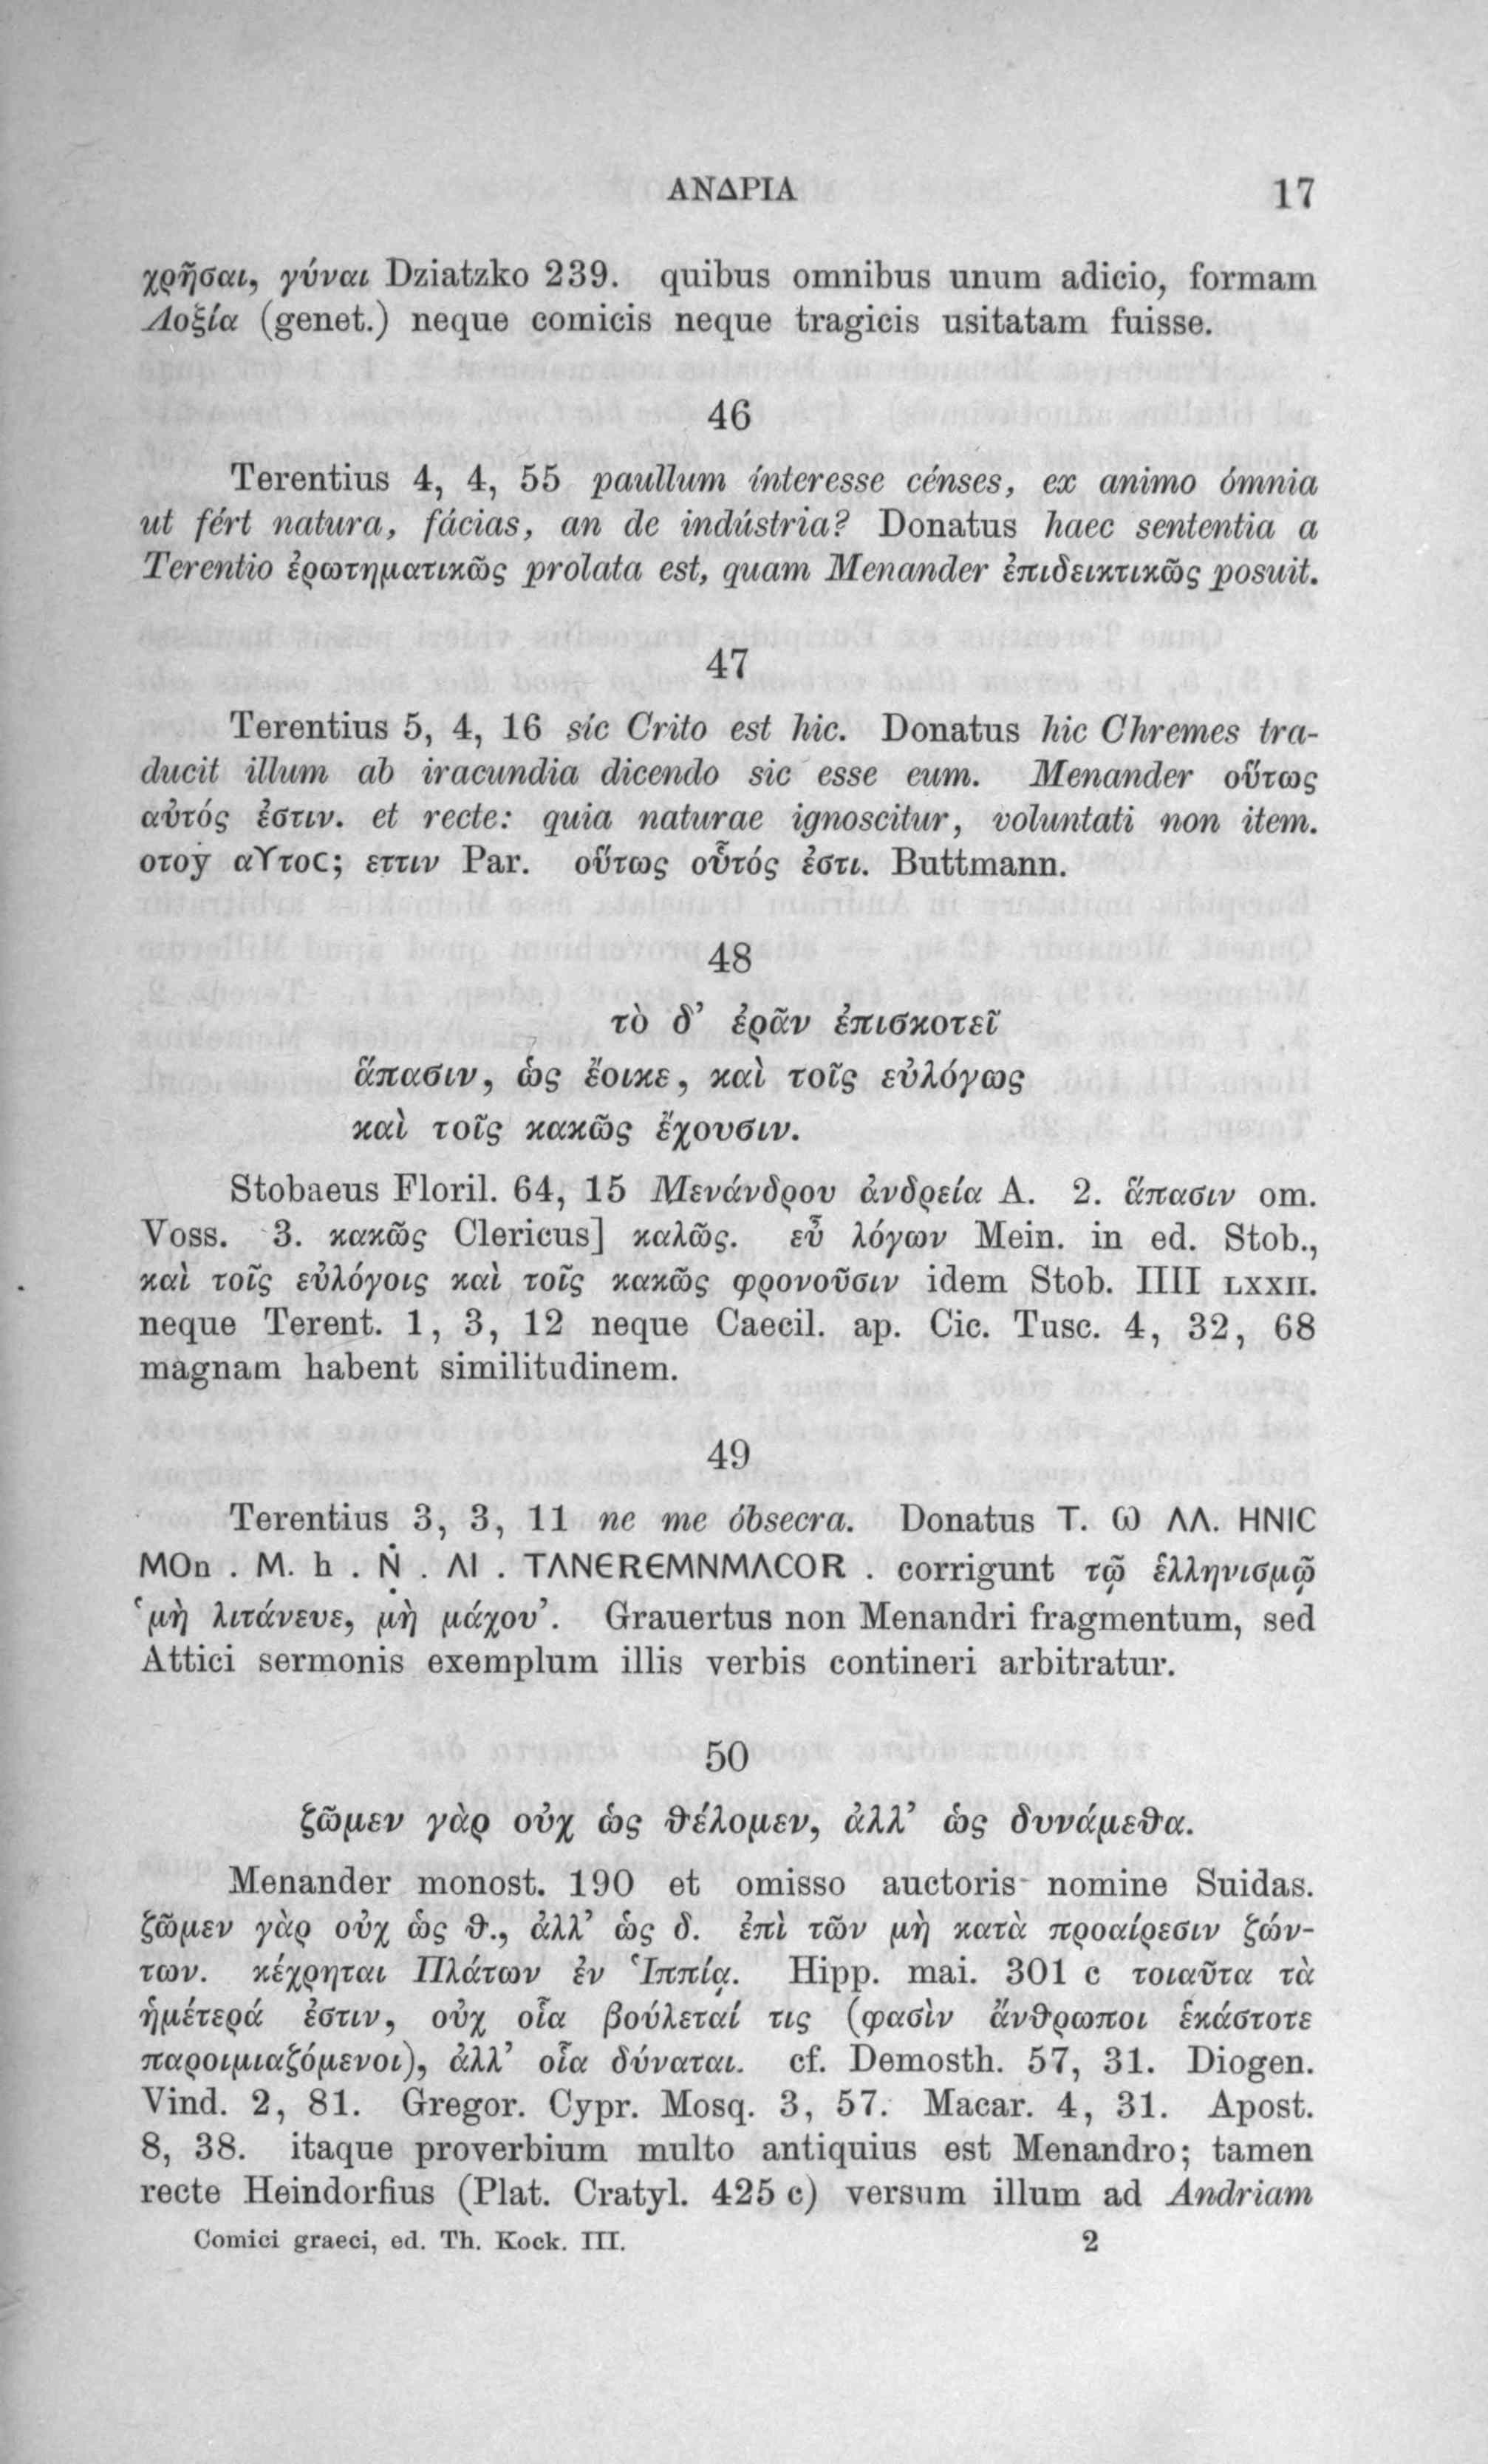 ΑΝΔΡΙΑ 17
χρῆσαι, γύναι Dziatzko 239. quibus omnibus unum adicio, formam
Λοξία (genet.) neque comicis neque tragicis usitatam fuisse.
46
Terentius 4, 4, 55 paullum ínteresse cénses, ex animo ómnia
ut fért natura, fácias, an de indústria? Donatus haec sententia a
Terentio ἐρωτηματικῶς prolata est, quam Menander ἐπιδεικτικῶς posuit.
47
Terentius 5, 4, 16 síc Crito est hic. Donatus hic Chremes tra-
ducit illum ab iracundia dicendo sic esse eum. Menander οὕτως
αὐτός ἐστιν. et recte: quia naturae ignoscitur, voluntati non item.
οτογ αϒτος; εττιν Par. οὕτως οὗτός ἐστι. Buttmann.
48
τὸ δ’ ἐρᾶν ἐπισκοτεῖ
ἅπασιν, ὡς ἔοικε, καὶ τοῖς εὐλόγως
καὶ τοῖς κακῶς ἔχουσιν.
Stobaeus Floril. 64, 15 Μενάνδρου ἀνδρεία A. 2. ἅπασιν om.
Voss. 3. κακῶς Clericus] καλῶς. εὖ λόγων Mein. in ed. Stob.,
καὶ τοῖς εὐλόγοις καὶ τοῖς κακῶς φρονοῦσιν idem Stob. IIII LXXII.
neque Terent. 1, 3, 12 neque Caecil. ap. Cic. Tusc. 4, 32, 68
magnam habent similitudinem.
49
Terentius 3, 3, 11 ne me óbsecra. Donatus T. Ѡ ΛΛ. HNIC
MOn . M. h . Ṅ . ΛI . TΛNЄRЄMNMΛCOR . corrigunt τῷ ἑλληνισμῷ
‘μὴ λιτάνευε, μὴ μάχου’. Grauertus non Menandri fragmentum, sed
Attici sermonis exemplum illis verbis contineri arbitratur.
50
ζῶμεν γὰρ οὐχ ὡς θέλομεν, ἀλλ’ ὡς δυνάμεθα.
Menander monost. 190 et omisso auctoris nomine Suidas.
ζῶμεν γὰρ οὐχ ὡς θ., ἀλλ’ ὡς δ. ἐπὶ τῶν μὴ κατὰ προαίρεσιν ζών-
των. κέχρηται Πλάτων ἐν Ἱππίᾳ. Hipp. mai. 301 c τοιαῦτα τὰ
ἡμέτερά ἐστιν, οὐχ οἷα βούλεταί τις (φασὶν ἄνθρωποι ἑκάστοτε
παροιμιαζόμενοι), ἀλλ’ οἷα δύναται. cf. Demosth. 57, 31. Diogen.
Vind. 2, 81. Gregor. Cypr. Mosq. 3, 57. Macar. 4, 31. Apost.
8, 38. itaque proverbium multo antiquius est Menandro; tamen
recte Heindorfius (Plat. Cratyl. 425 c) versum illum ad Andriam
Comici graeci, ed. Th. Kock. III. 2